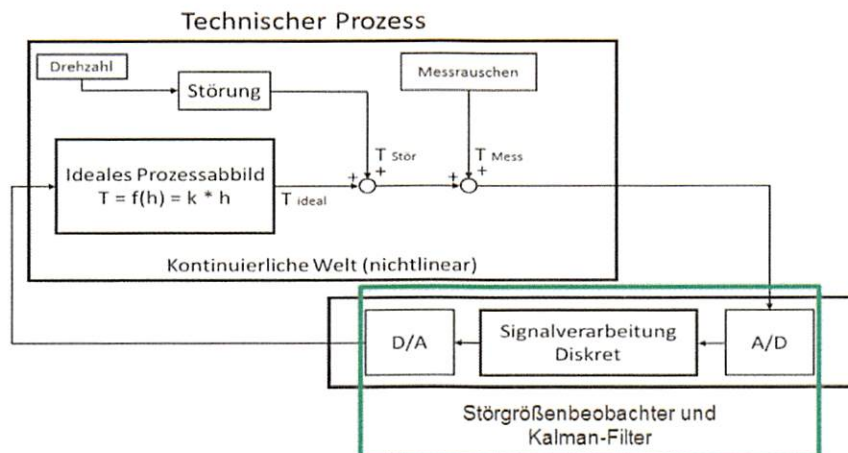 Technischer Prozess
Drehzahl
Störung
Messrauschen
T Stör
T Mess
+
+
+
+
Ideales Prozessabbild
T = f(h) = k * h
T ideal
Kontinuierliche Welt (nichtlinear)
D/A
Signalverarbeitung
Diskret
A/D
Störgrößenbeobachter und
Kalman-Filter